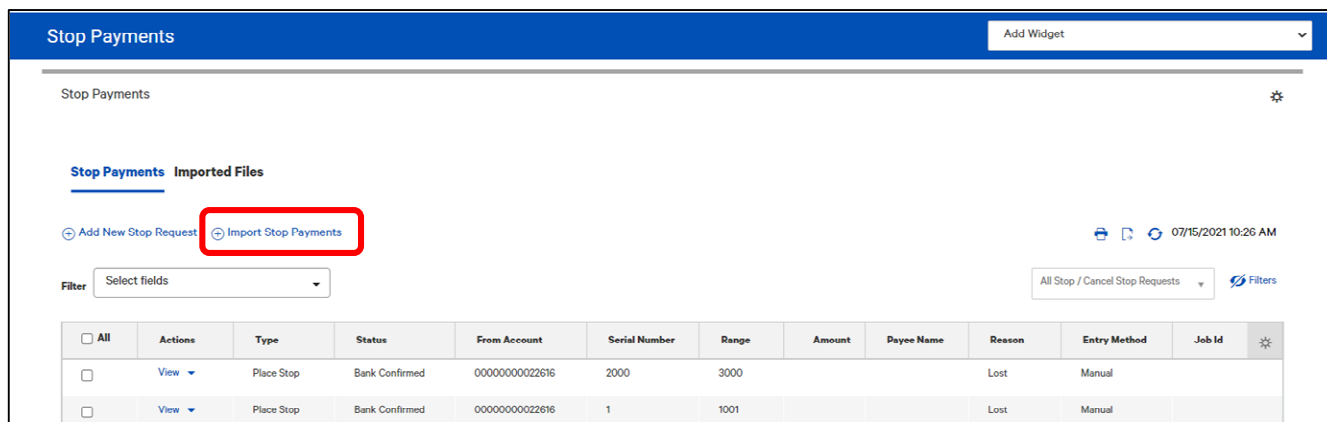 Stop Payments
Add Widget
Stop Payments
Stop Payments Imported Files
Add New Stop Request Import Stop Payments 07/15/2021 10:26 AM
Filter Select fields All Stop / Cancel Stop Requests Filters
All Actions Type Status From Account Serial Number Range Amount Payee Name Reason Entry Method Job Id
View Place Stop Bank Confirmed 00000000022616 2000 3000 Lost Manual
View Place Stop Bank Confirmed 00000000022616 1 1001 Lost Manual